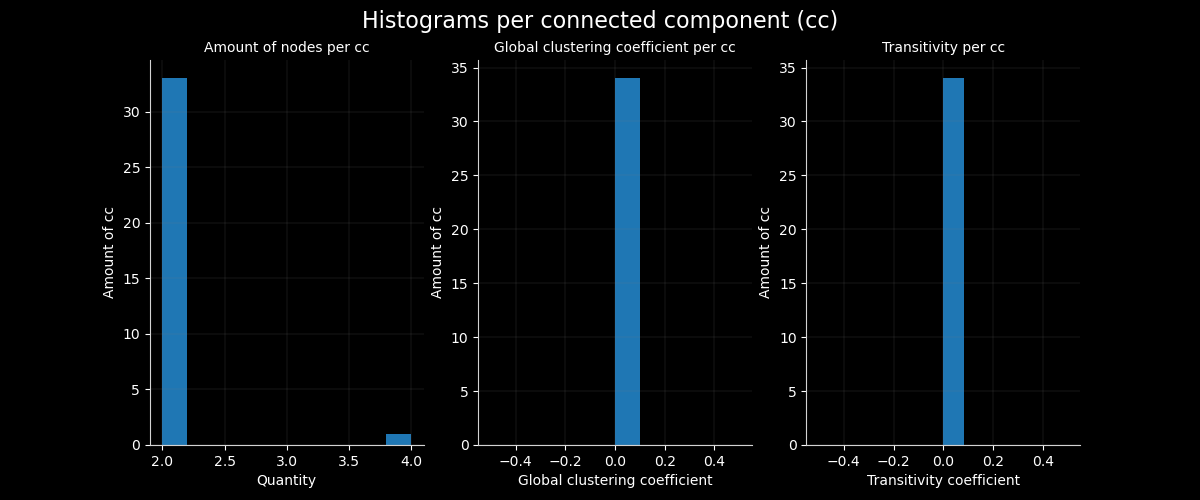 Histograms per connected component (cc)
Amount of nodes per cc
Global clustering coefficient per cc
Transitivity per cc
30
25
20
15
10
5
0
Amount of cc
2.0 2.5 3.0 3.5 4.0
Quantity
35
30
25
20
15
10
5
0
Amount of cc
−0.4 −0.2 0.0 0.2 0.4
Global clustering coefficient
35
30
25
20
15
10
5
0
Amount of cc
−0.4 −0.2 0.0 0.2 0.4
Transitivity coefficient